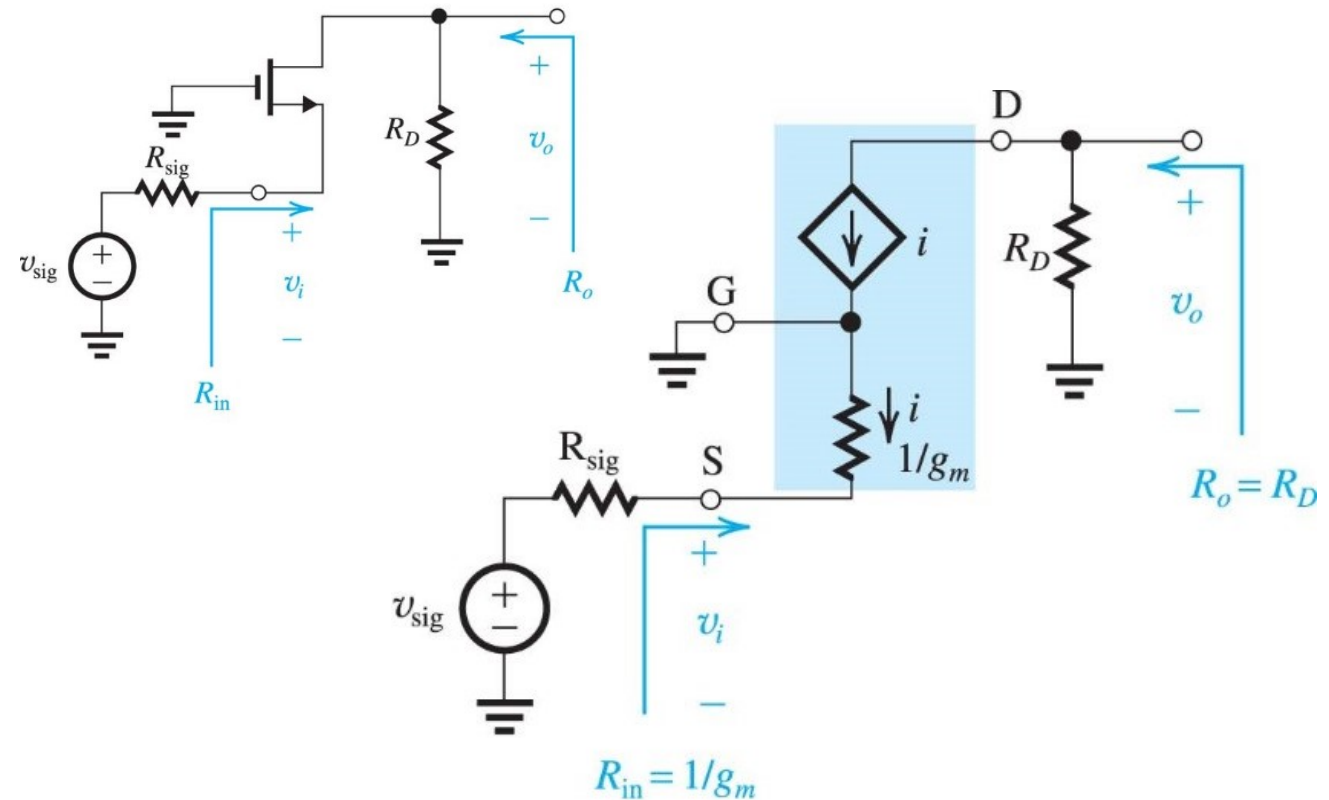 +
R_D
v_o
−
R_o
R_sig
v_sig
+
−
+
v_i
−
R_in
D
i
G
R_D
+
v_o
−
R_o = R_D
i
1/g_m
R_sig
S
v_sig
+
−
+
v_i
−
R_in = 1/g_m